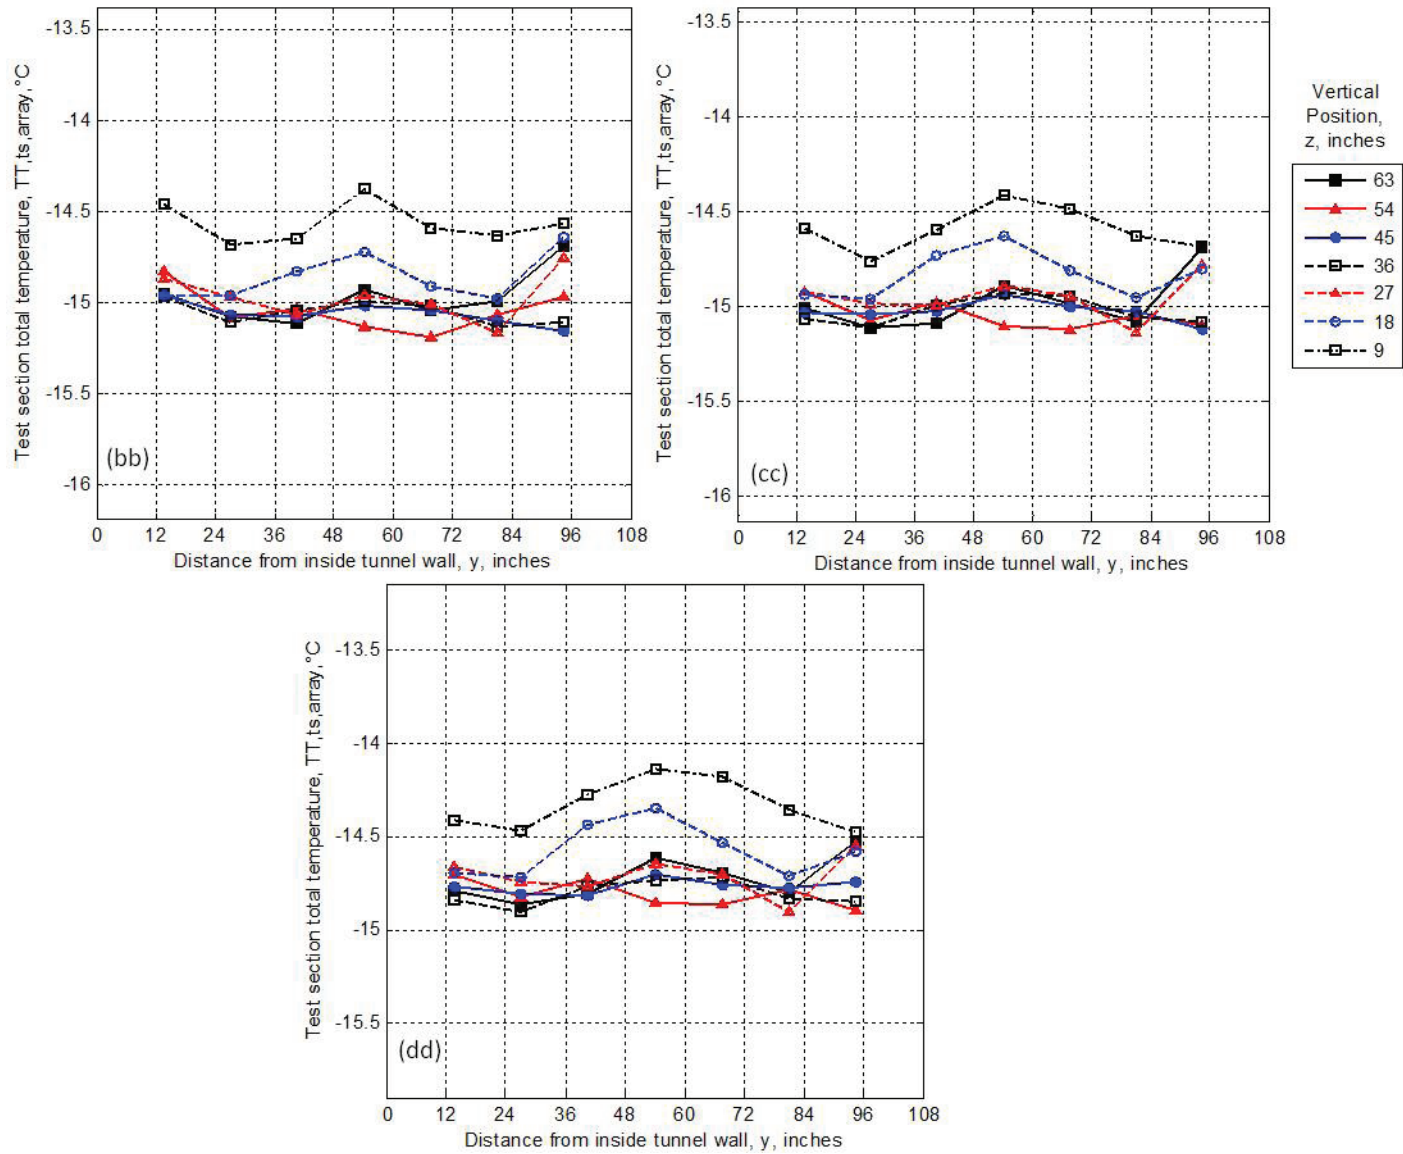 Test section total temperature, TT,ts,array,°C
-13.5
-14
-14.5
-15
-15.5
-16
(bb)
0 12 24 36 48 60 72 84 96 108
Distance from inside tunnel wall, y, inches
Test section total temperature, TT,ts,array,°C
-13.5
-14
-14.5
-15
-15.5
-16
(cc)
0 12 24 36 48 60 72 84 96 108
Distance from inside tunnel wall, y, inches
Vertical
Position,
z, inches
63
54
45
36
27
18
9
Test section total temperature, TT,ts,array,°C
-13.5
-14
-14.5
-15
-15.5
(dd)
0 12 24 36 48 60 72 84 96 108
Distance from inside tunnel wall, y, inches